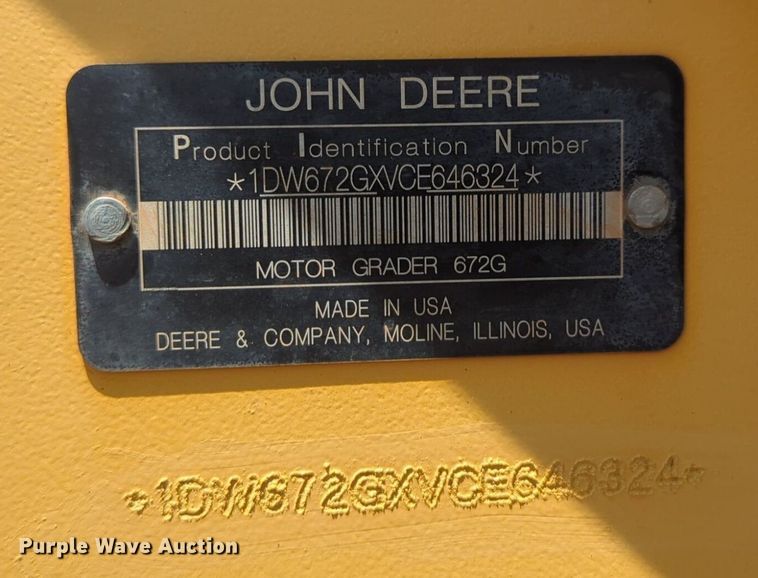 JOHN DEERE
Product Identification Number
*1DW672GXVCE646324*
MOTOR GRADER 672G
MADE IN USA
DEERE & COMPANY, MOLINE, ILLINOIS, USA
*1DW672GXVCE646324*
Purple Wave Auction